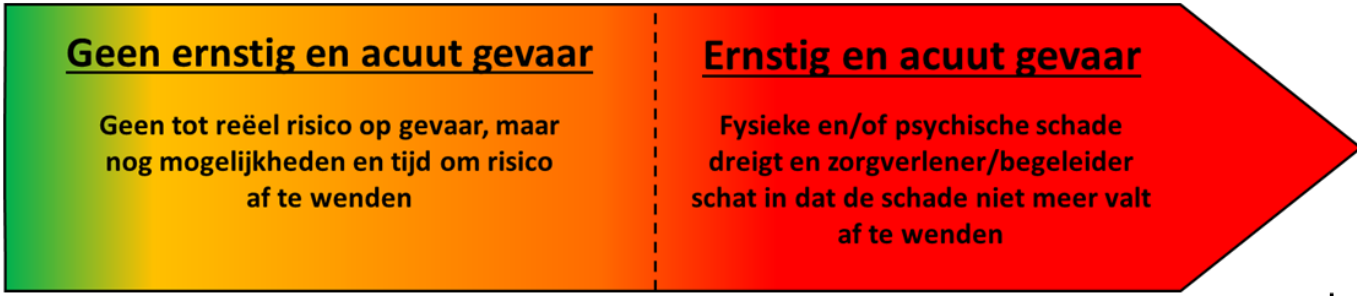 Geen ernstig en acuut gevaar
Geen tot reëel risico op gevaar, maar
nog mogelijkheden en tijd om risico
af te wenden
Ernstig en acuut gevaar
Fysieke en/of psychische schade
dreigt en zorgverlener/begeleider
schat in dat de schade niet meer valt
af te wenden